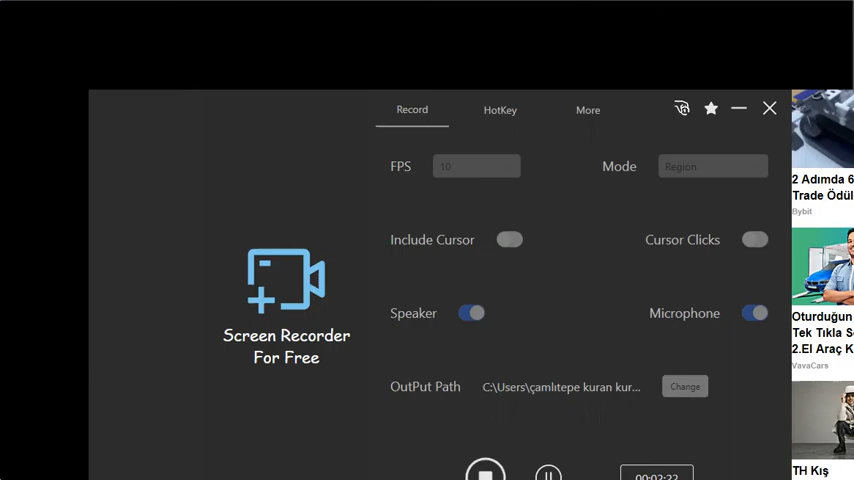 Record
HotKey
More
FPS
10
Mode
Region
Include Cursor
Cursor Clicks
Speaker
Microphone
Screen Recorder
For Free
OutPut Path
C:\Users\çamlıtepe kuran kur...
Change
00:02:22
2 Adımda 6
Trade Ödül
Bybit
Oturduğun
Tek Tıkla S
2.El Araç K
VavaCars
TH Kış